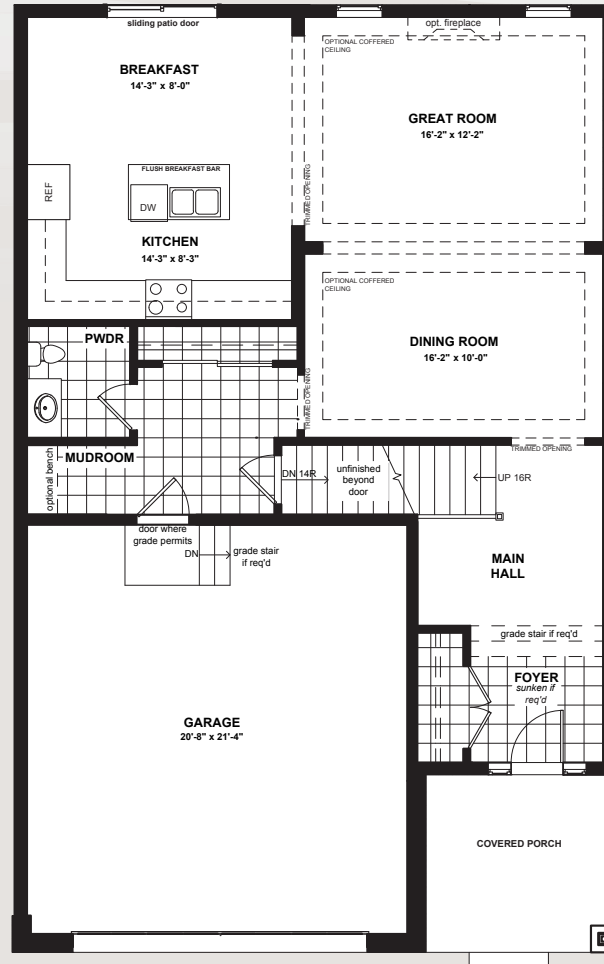 sliding patio door
opt. fireplace
OPTIONAL COFFERED
CEILING
BREAKFAST
14'-3" x 8'-0"
GREAT ROOM
16'-2" x 12'-2"
FLUSH BREAKFAST BAR
REF
DW
TRIMMED OPENING
KITCHEN
14'-3" x 8'-3"
OPTIONAL COFFERED
CEILING
PWDR
DINING ROOM
16'-2" x 10'-0"
TRIMMED OPENING
TRIMMED OPENING
MUDROOM
optional bench
DN 14R
unfinished
beyond
door
UP 16R
door where
grade permits
DN
grade stair
if req'd
MAIN
HALL
grade stair if req'd
FOYER
sunken if
req'd
GARAGE
20'-8" x 21'-4"
COVERED PORCH